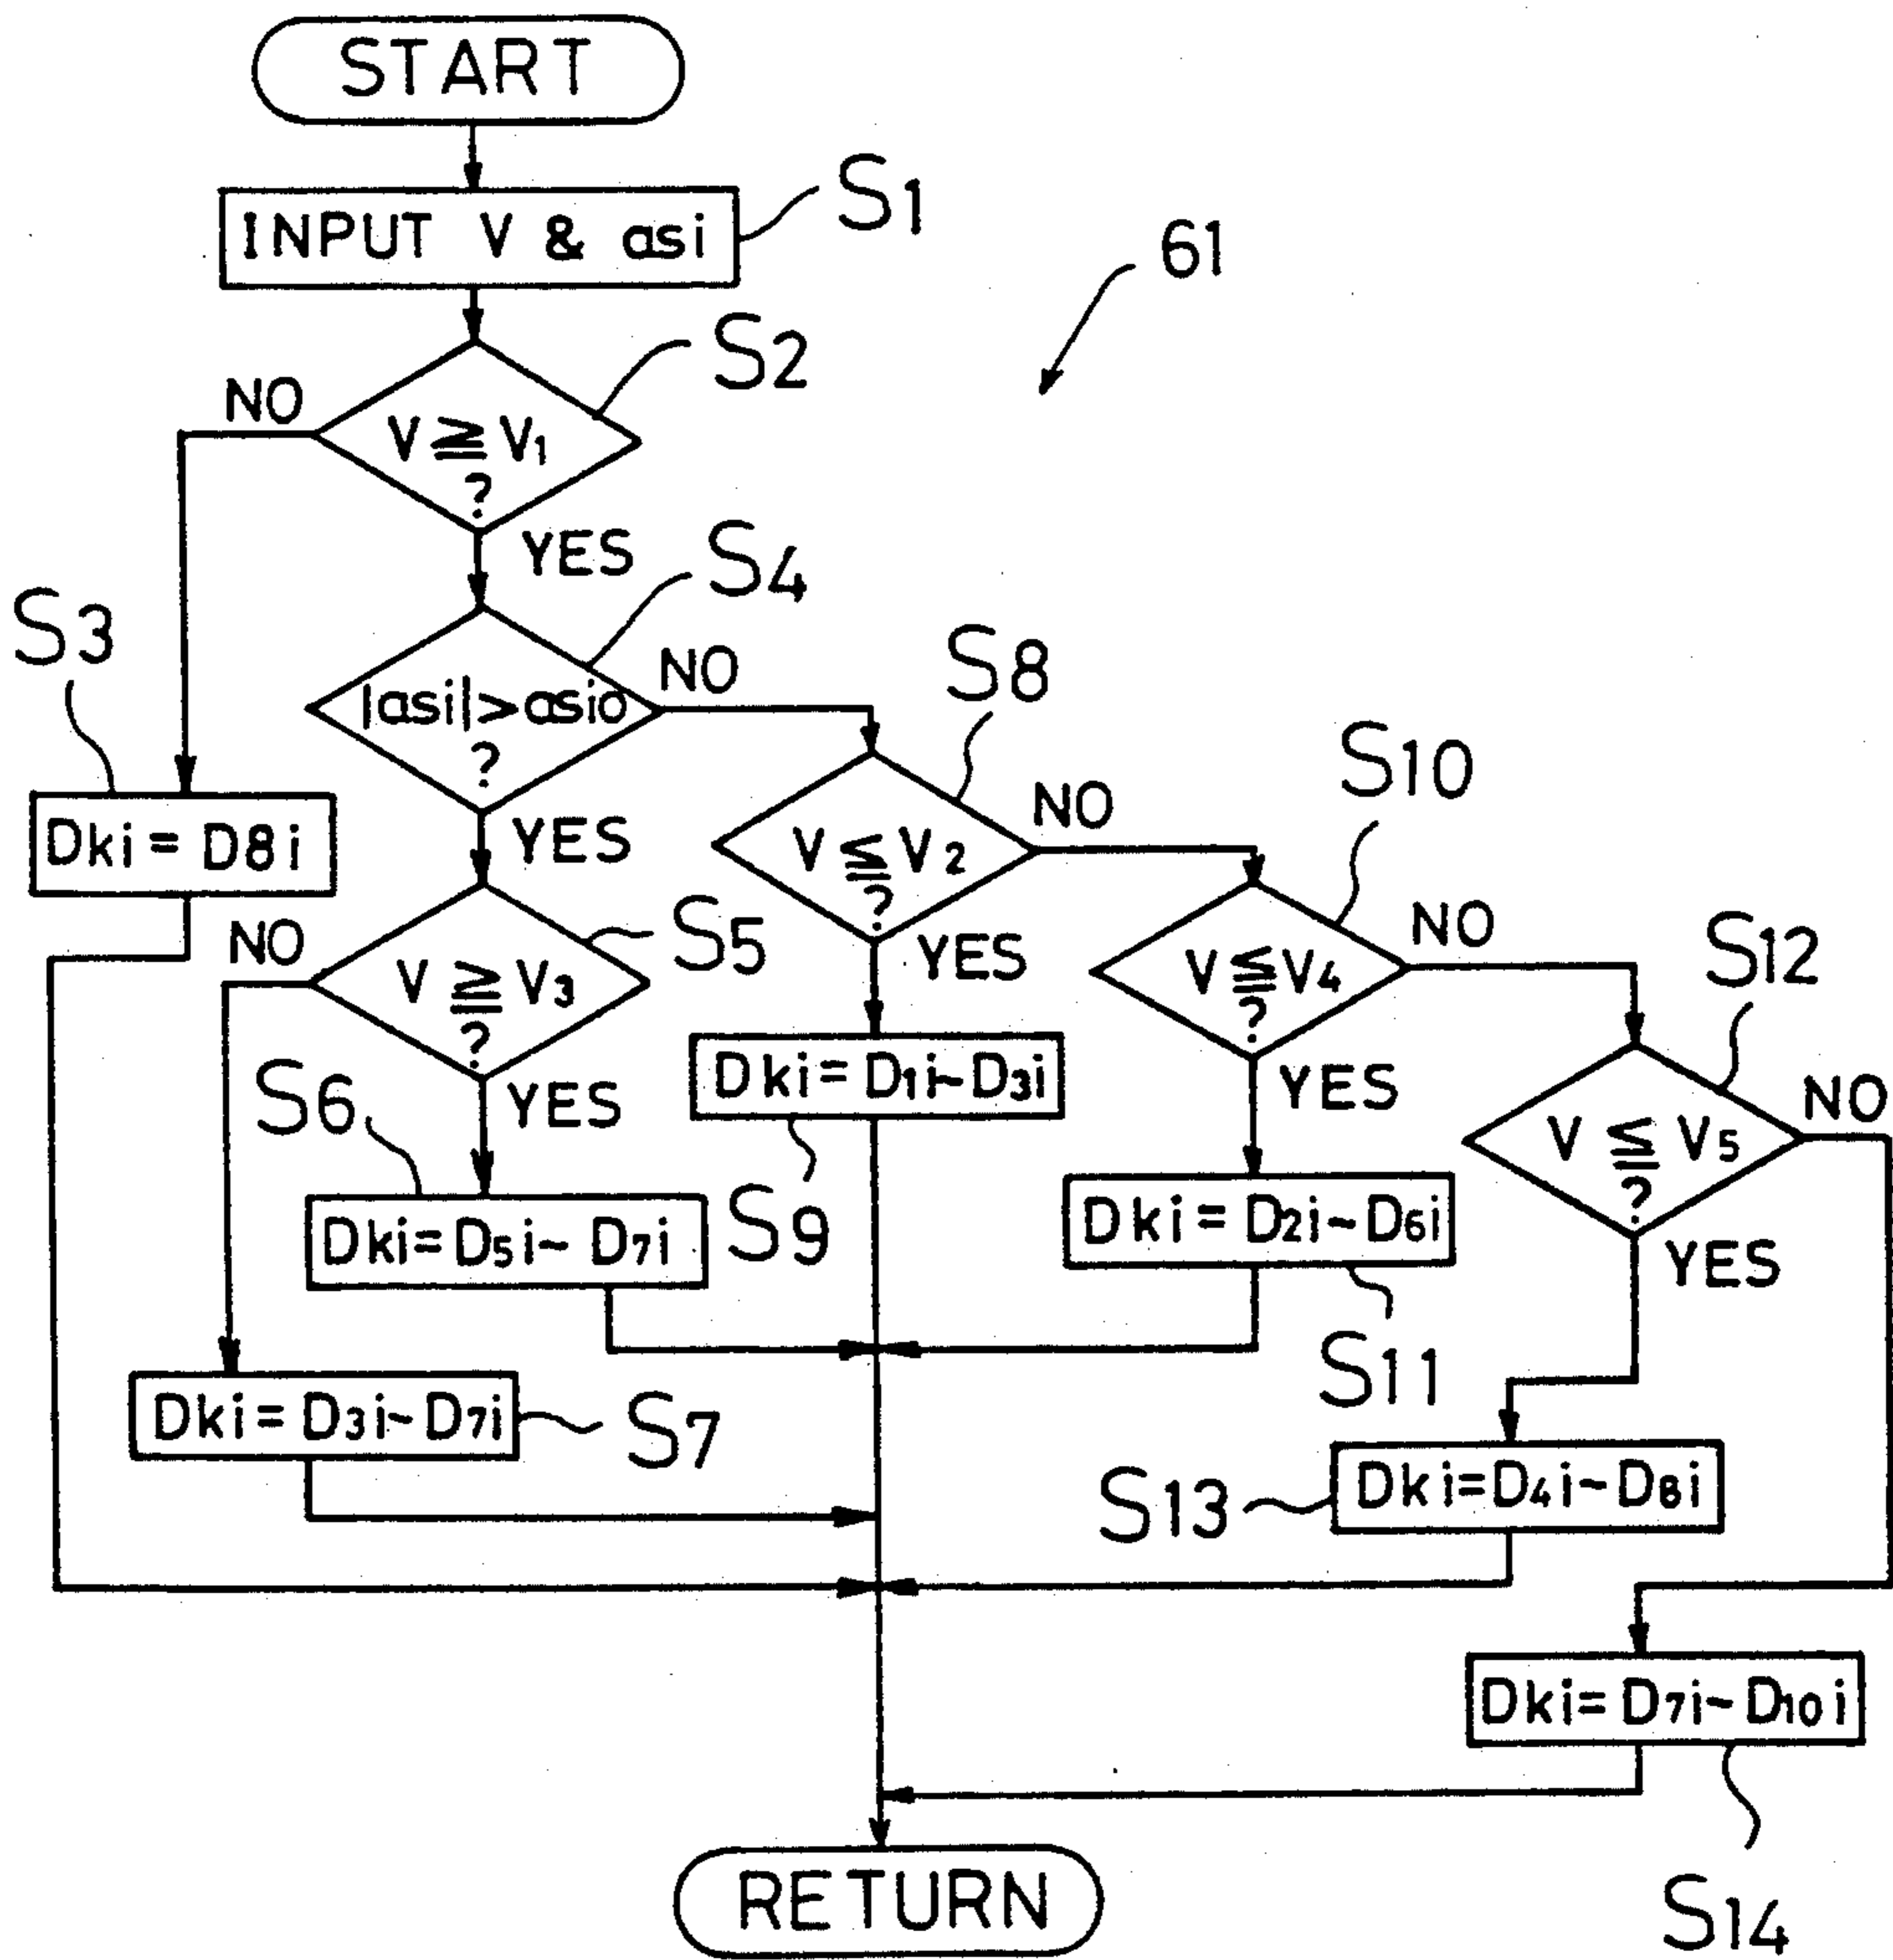 START
INPUT V & asi
S1
61
S2
NO
V ≧ V1
?
YES
S4
S3
|asi| > asio
?
NO
S8
S10
Dki = D8i
YES
V ≦ V2
?
NO
S5
NO
V ≧ V3
?
YES
V ≦ V4
?
NO
S12
S6
YES
Dki = D1i~D3i
YES
V ≦ V5
?
NO
Dki = D5i~D7i
S9
Dki = D2i~D6i
YES
S11
Dki = D3i~D7i
S7
S13
Dki = D4i~D8i
Dki = D7i~D10i
RETURN
S14